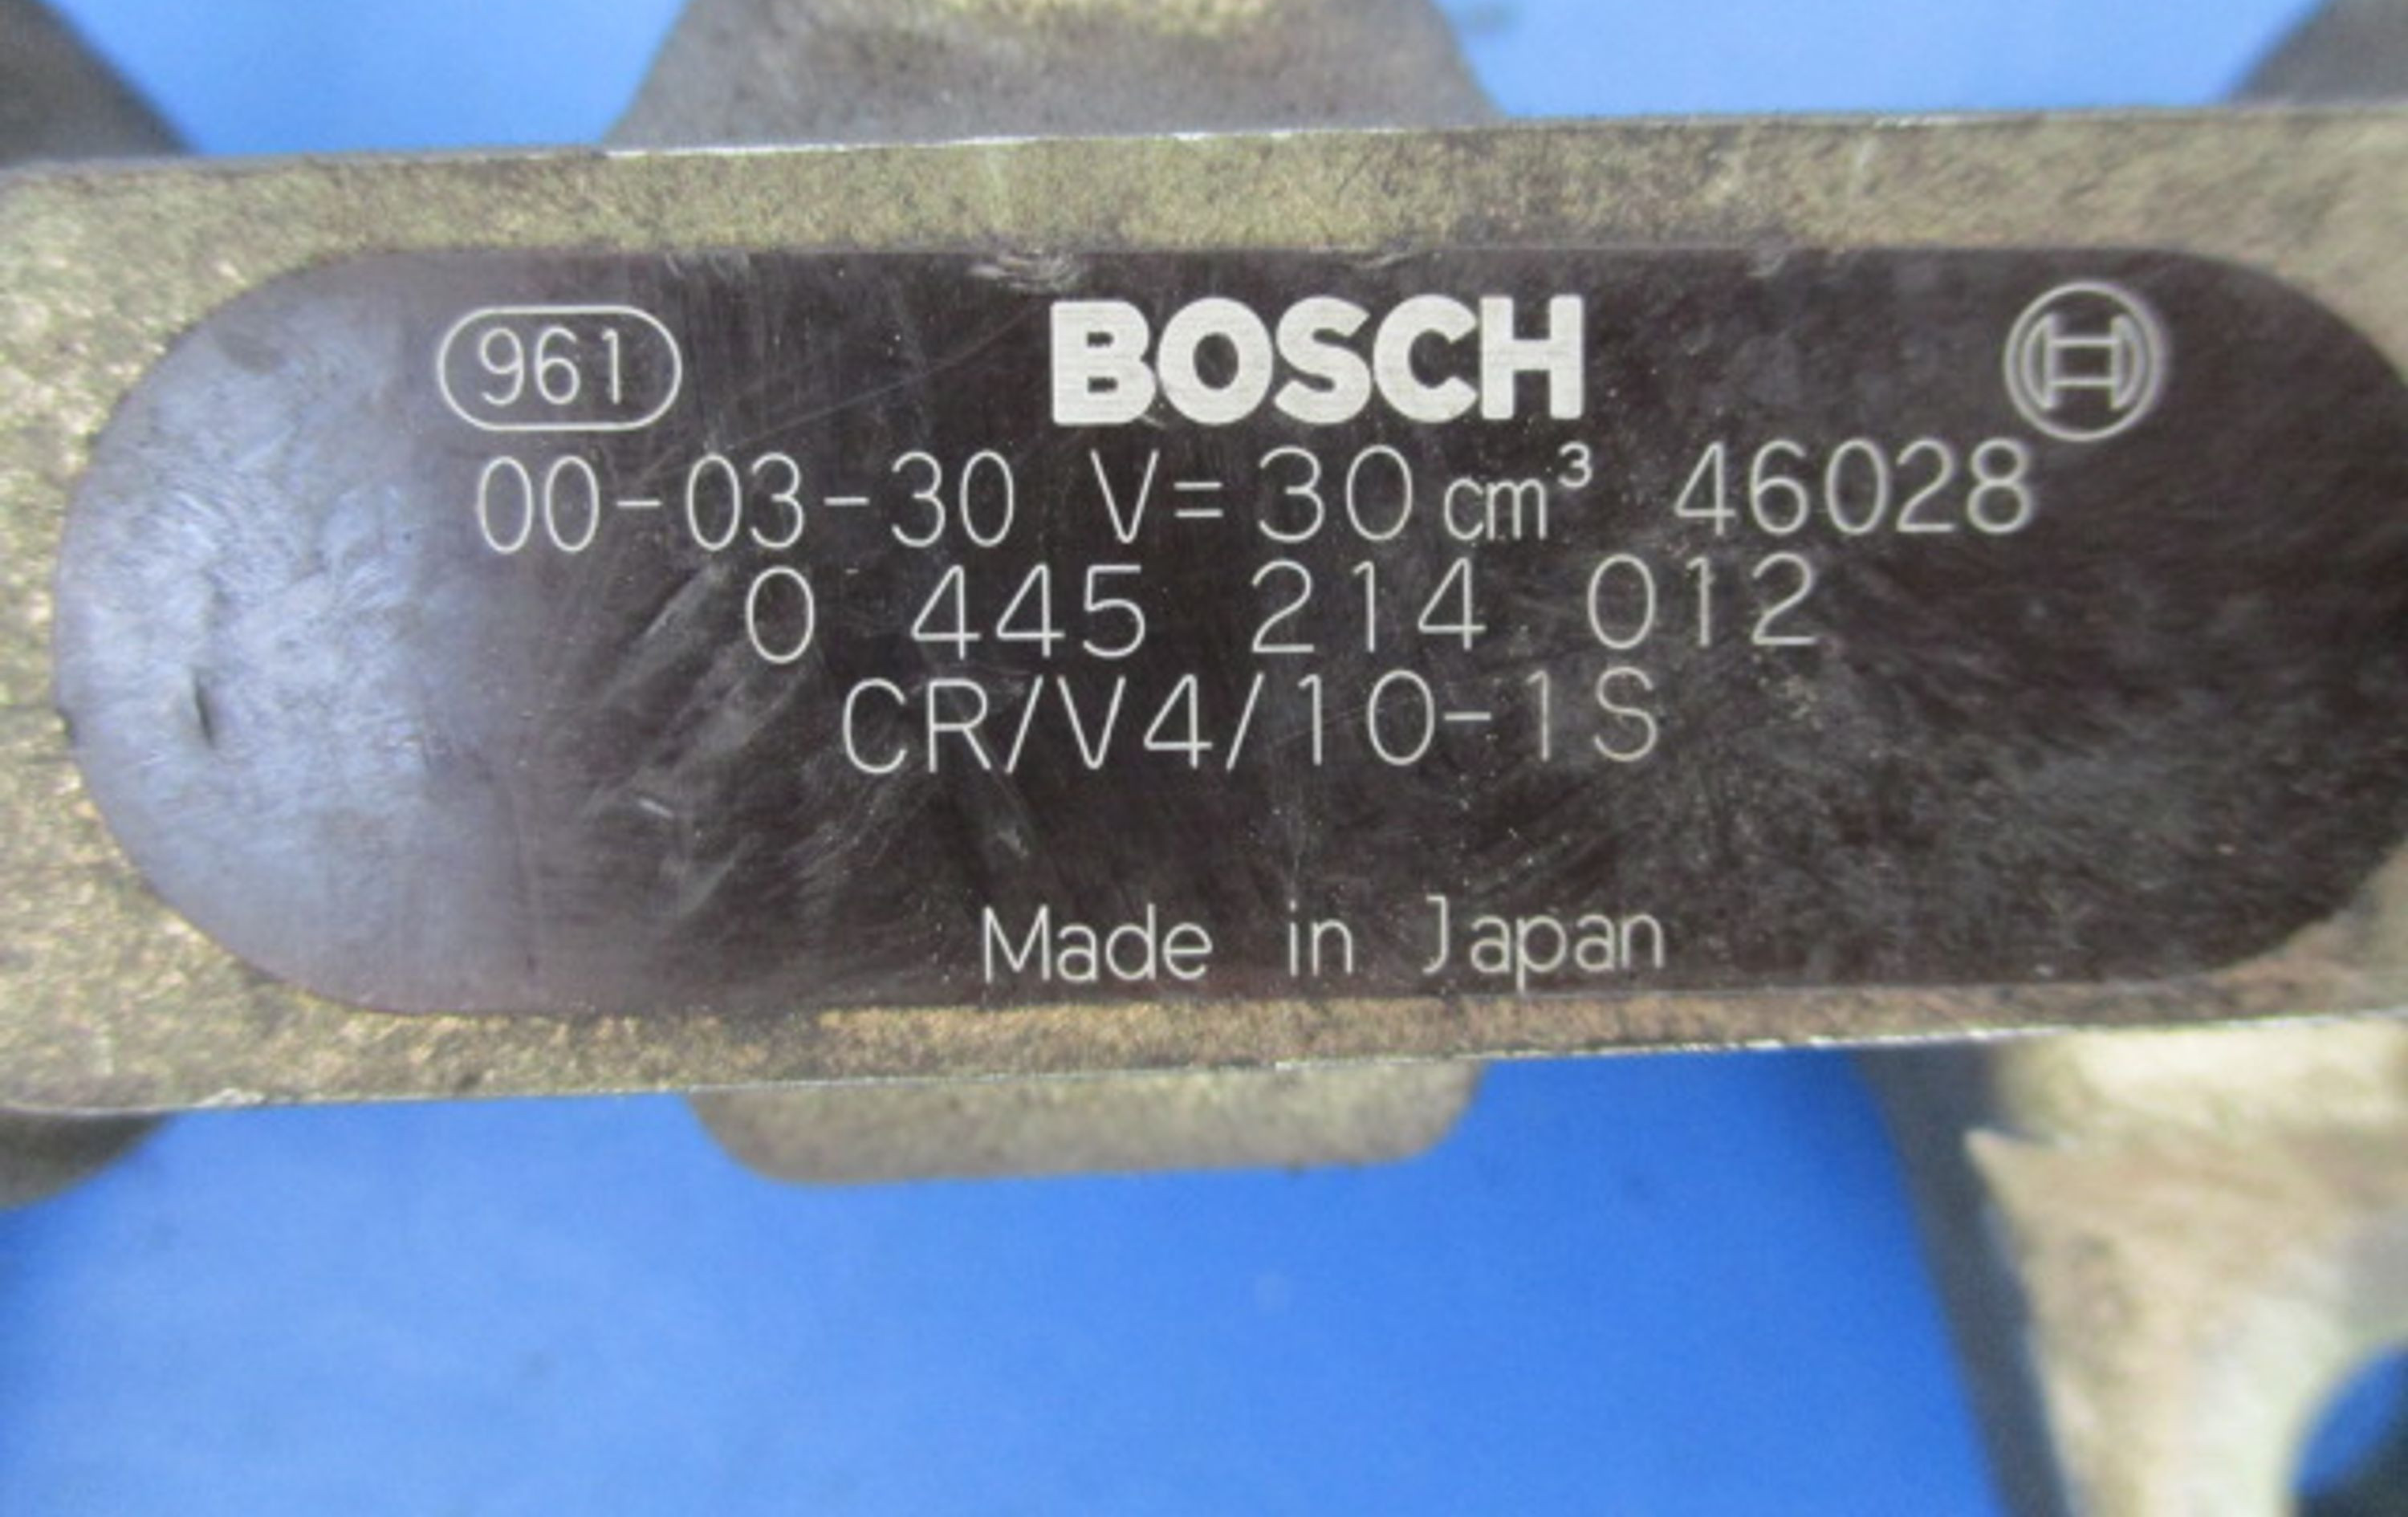 961 BOSCH
00-03-30 V=30cm³ 46028
0 445 214 012
CR/V4/10-1S
Made in Japan